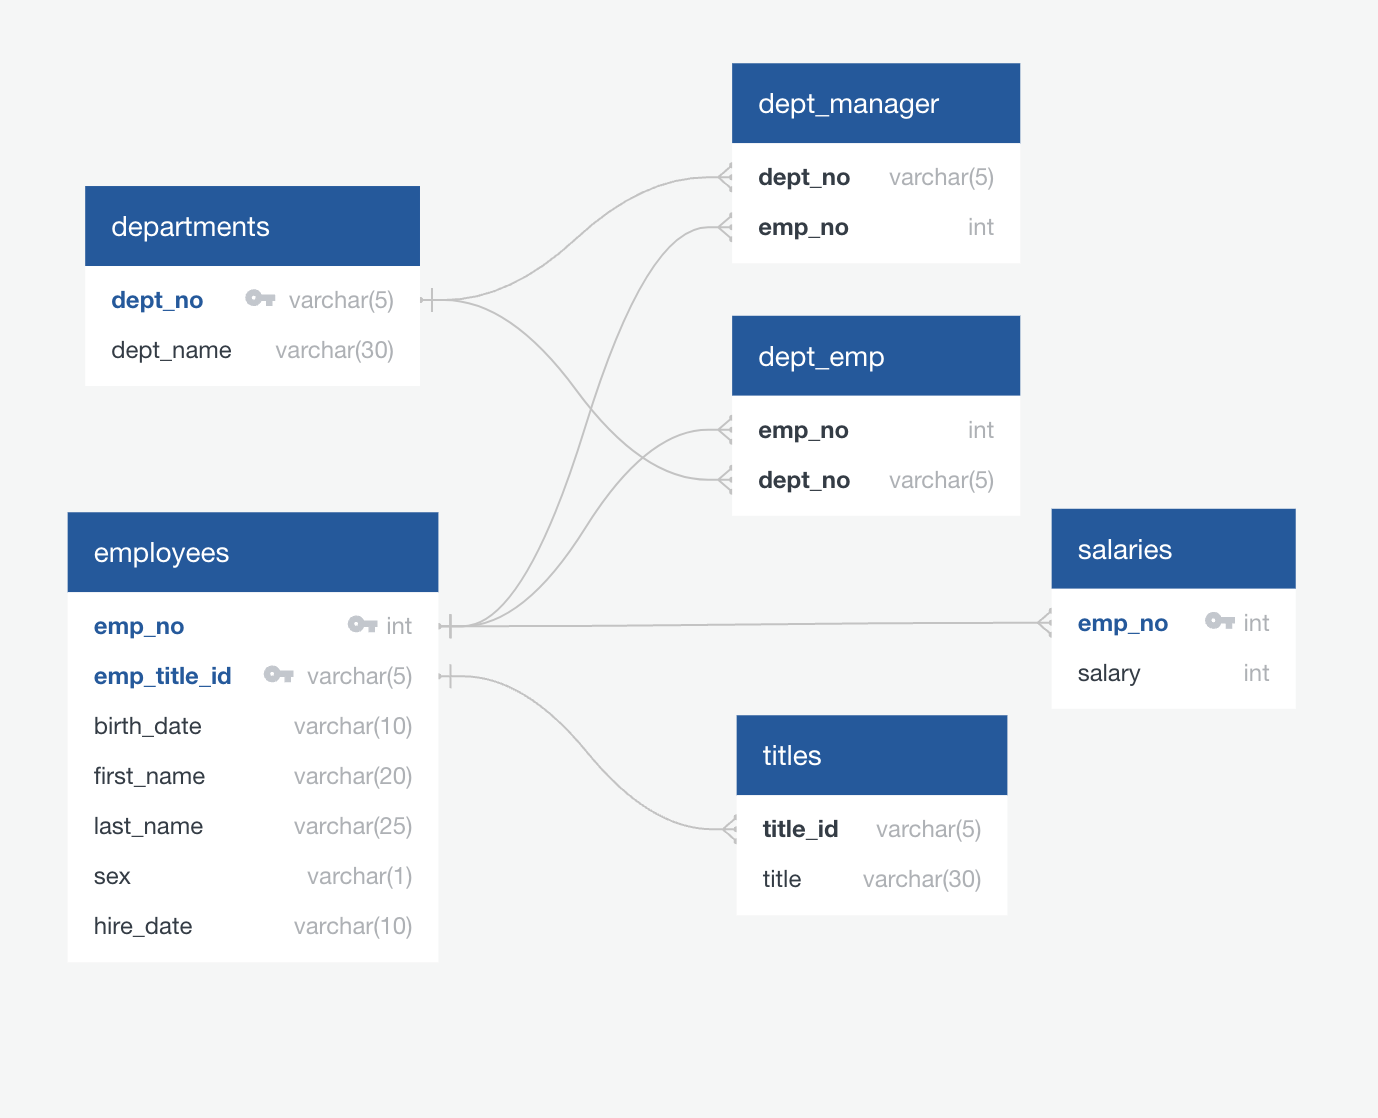 departments
dept_no varchar(5)
dept_name varchar(30)
employees
emp_no int
emp_title_id varchar(5)
birth_date varchar(10)
first_name varchar(20)
last_name varchar(25)
sex varchar(1)
hire_date varchar(10)
dept_manager
dept_no varchar(5)
emp_no int
dept_emp
emp_no int
dept_no varchar(5)
salaries
emp_no int
salary int
titles
title_id varchar(5)
title varchar(30)